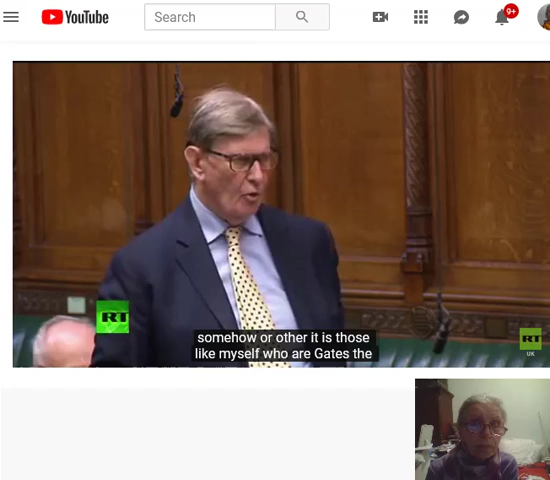 YouTube
Search
9+
RT
somehow or other it is those
like myself who are Gates the
RT
UK